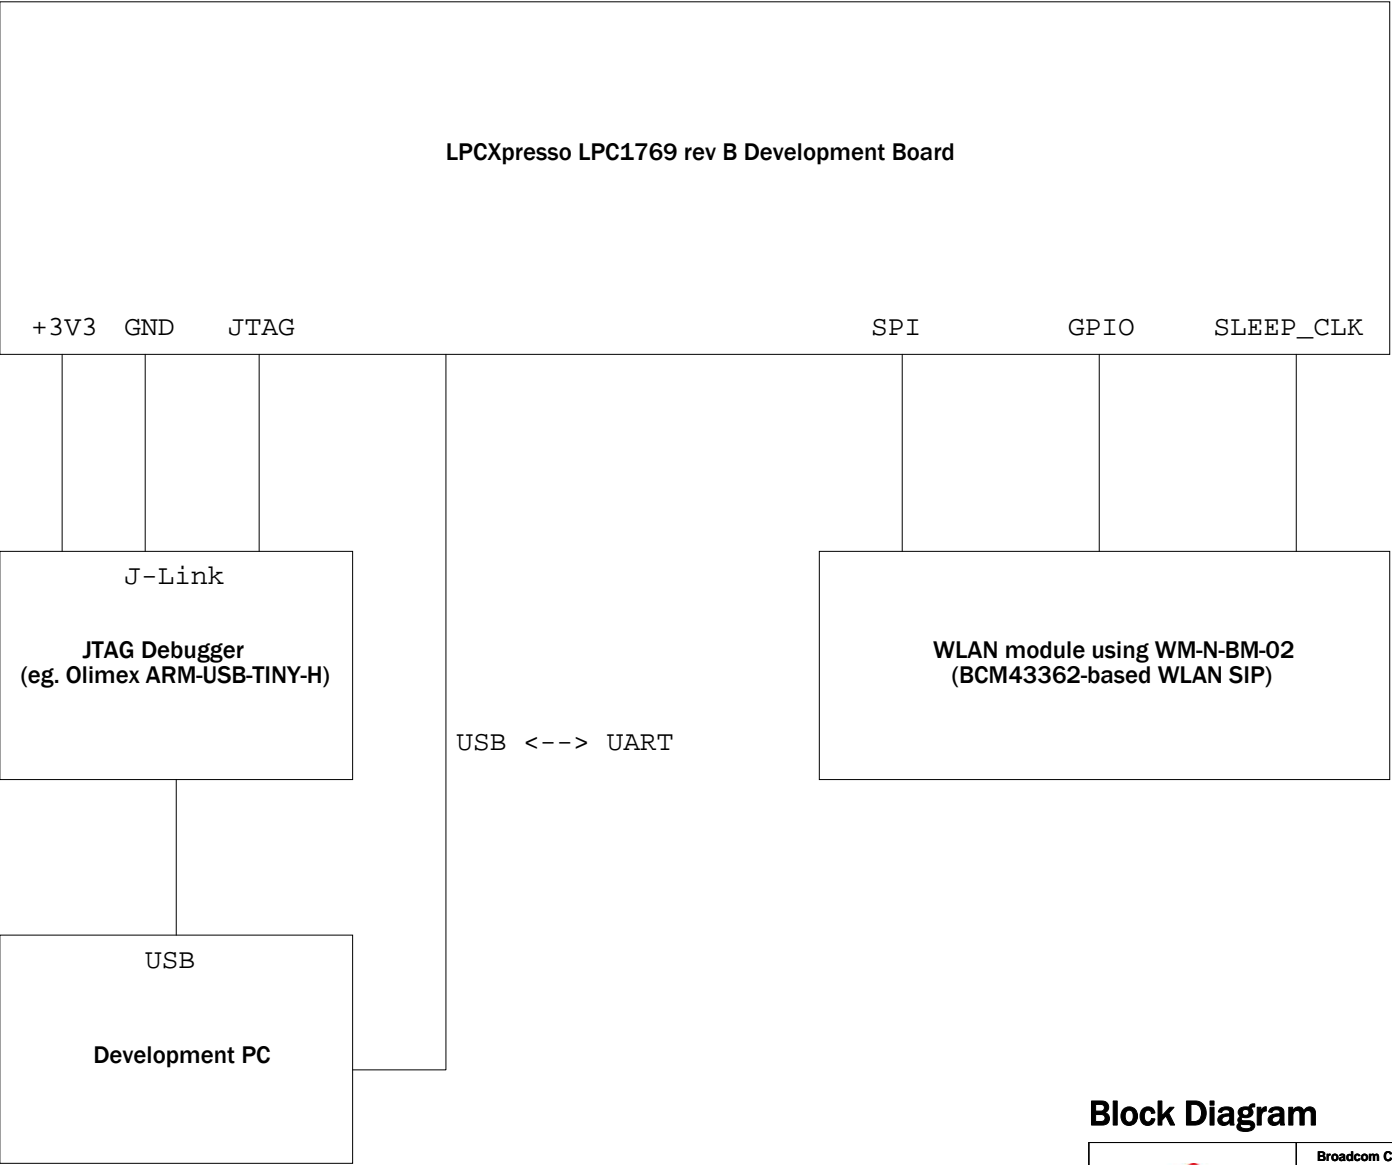 LPCXpresso LPC1769 rev B Development Board
+3V3 GND JTAG SPI GPIO SLEEP_CLK
J-Link
JTAG Debugger
(eg. Olimex ARM-USB-TINY-H)
WLAN module using WM-N-BM-02
(BCM43362-based WLAN SIP)
USB <--> UART
USB
Development PC
Block Diagram
Broadcom C